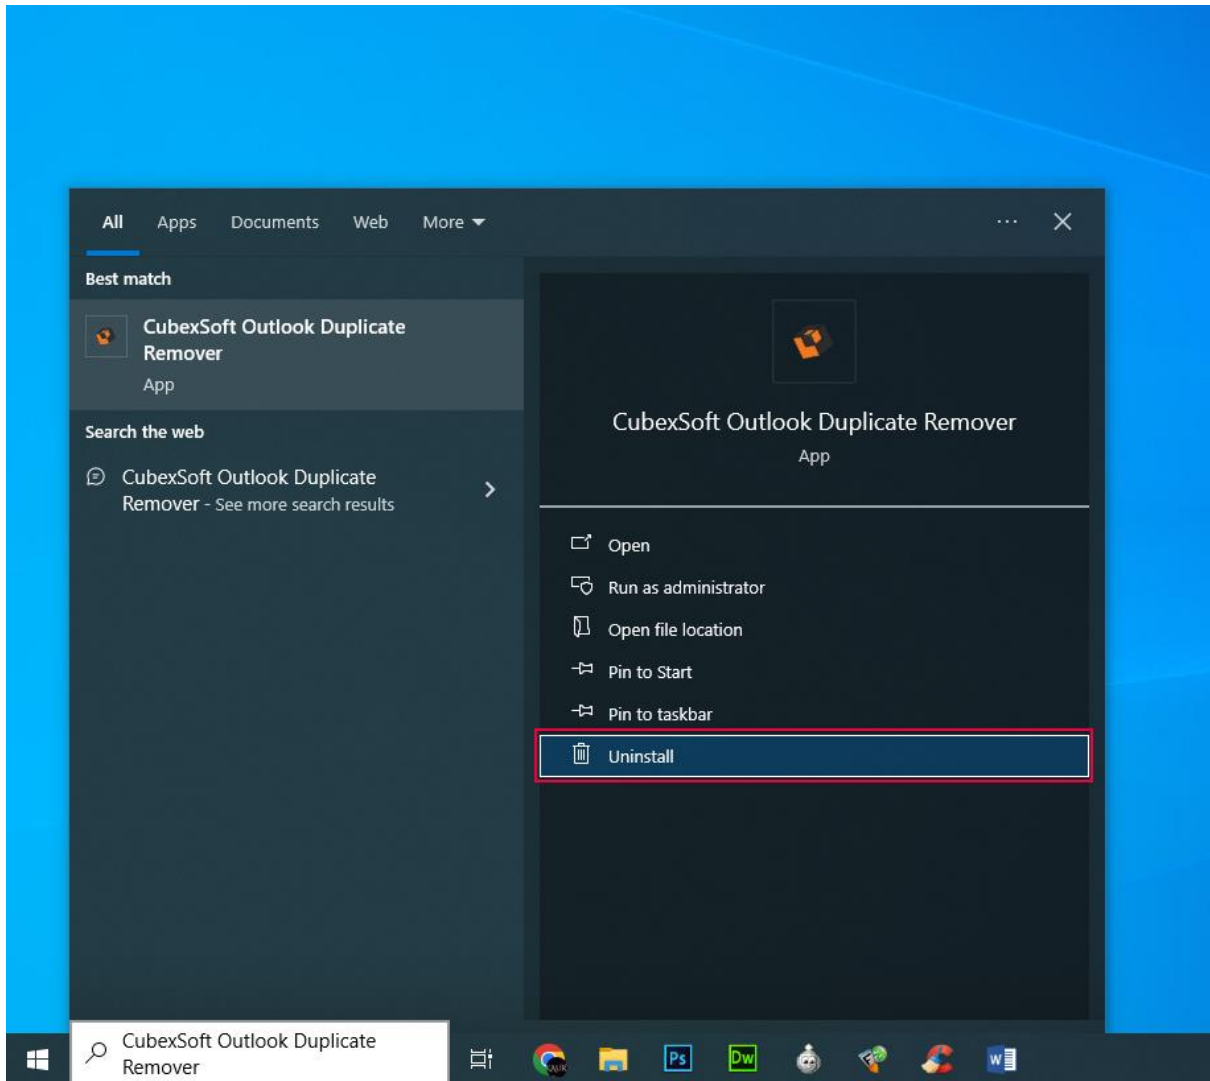 All Apps Documents Web More
Best match
CubexSoft Outlook Duplicate
Remover
App
Search the web
CubexSoft Outlook Duplicate
Remover - See more search results
CubexSoft Outlook Duplicate Remover
App
Open
Run as administrator
Open file location
Pin to Start
Pin to taskbar
Uninstall
CubexSoft Outlook Duplicate
Remover
Ps
Dw
W